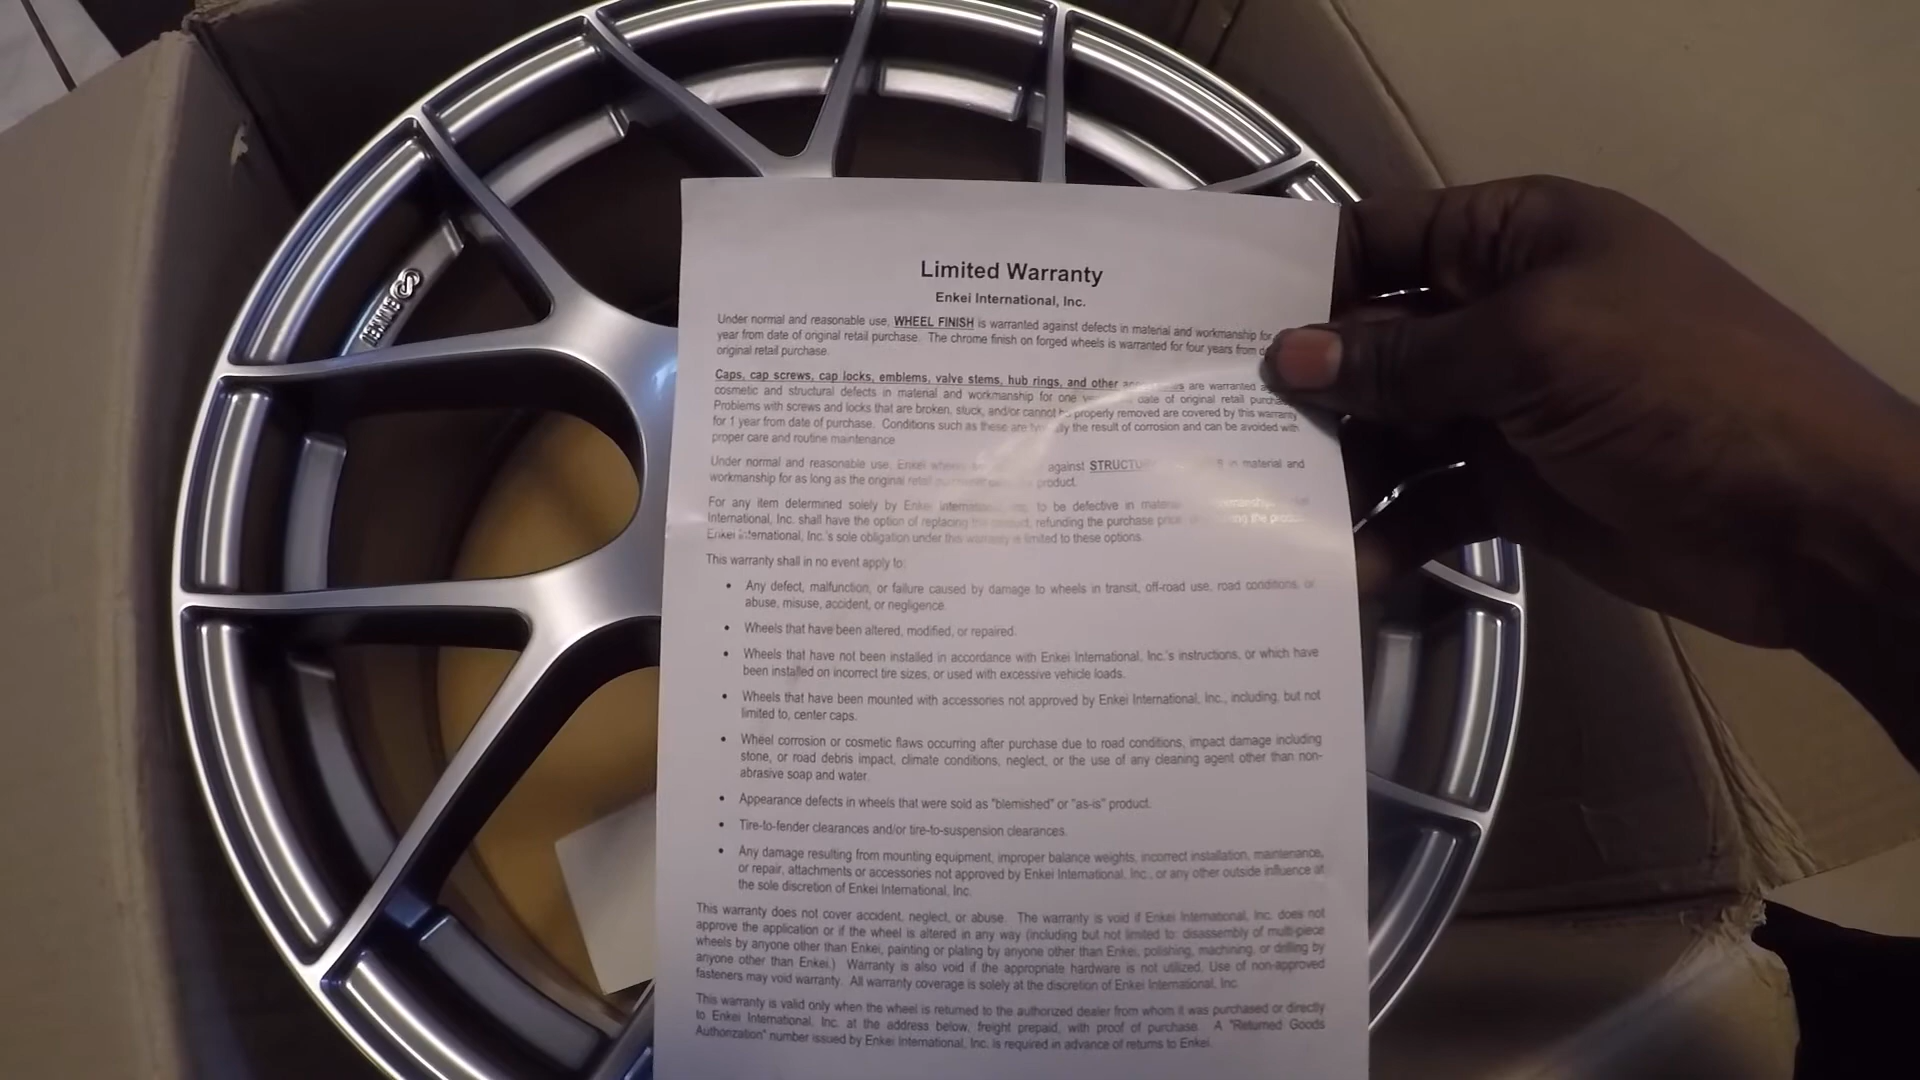 ENKEI
Limited Warranty
Enkei International, Inc.
Under normal and reasonable use, WHEEL FINISH is warranted against defects in material and workmanship for
year from date of original retail purchase. The chrome finish on forged wheels is warranted for four years from
original retail purchase.
Caps, cap screws, cap locks, emblems, valve stems, hub rings, and other are warranted
cosmetic and structural defects in material and workmanship for one date of original retail
Problems with screws and locks that are broken, stuck, and/or cannot properly removed are covered by this warranty
for 1 year from date of purchase. Conditions such as these are the result of corrosion and can be avoided with
proper care and routine maintenance
Under normal and reasonable use, Enkei wheels against in material and
workmanship for as long as the original retail product.
For any item determined solely by Enkei International, to be defective in
International, Inc. shall have the option of replacing the product, refunding the purchase price, the
Enkei International, Inc.'s sole obligation under this warranty is limited to these options.
This warranty shall in no event apply to:
• Any defect, malfunction, or failure caused by damage to wheels in transit, off-road use, road conditions, or
abuse, misuse, accident, or negligence.
• Wheels that have been altered, modified, or repaired.
• Wheels that have not been installed in accordance with Enkei International, Inc.'s instructions, or which have
been installed on incorrect tire sizes, or used with excessive vehicle loads.
• Wheels that have been mounted with accessories not approved by Enkei International, Inc., including, but not
limited to, center caps.
• Wheel corrosion or cosmetic flaws occurring after purchase due to road conditions, impact damage including
stone, or road debris impact, climate conditions, neglect, or the use of any cleaning agent other than non-
abrasive soap and water.
• Appearance defects in wheels that were sold as "blemished" or "as-is" product.
• Tire-to-fender clearances and/or tire-to-suspension clearances.
• Any damage resulting from mounting equipment, improper balance weights, incorrect installation, maintenance,
or repair, attachments or accessories not approved by Enkei International, Inc., or any other outside influence at
the sole discretion of Enkei International, Inc.
This warranty does not cover accident, neglect, or abuse. The warranty is void if Enkei International, Inc. does not
approve the application or if the wheel is altered in any way (including but not limited to: disassembly of multi-piece
wheels by anyone other than Enkei, painting or plating by anyone other than Enkei, polishing, machining, or drilling by
anyone other than Enkei.) Warranty is also void if the appropriate hardware is not utilized. Use of non-approved
fasteners may void warranty. All warranty coverage is solely at the discretion of Enkei International, Inc.
This warranty is valid only when the wheel is returned to the authorized dealer from whom it was purchased or directly
to Enkei International, Inc. at the address below, freight prepaid, with proof of purchase. A "Returned Goods
Authorization" number issued by Enkei International, Inc. is required in advance of returns to Enkei.